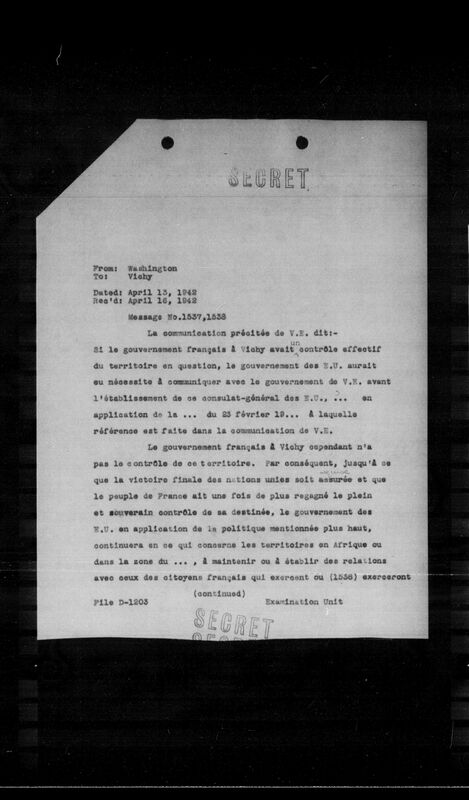 SECRET
From: Washington
To: Vichy
Dated: April 13, 1942
Rec'd: April 16, 1942
Message No.1537,1538
La communication précitée de V.E. dit:-
un
Si le gouvernement français à Vichy avait contrôle effectif
du territoire en question, le gouvernement des E.U. aurait
eu nécessité à communiquer avec le gouvernement de V.E. avant
l'établissement de ce consulat-général des E.U., ... en
application de la ... du 23 février 19... à laquelle
référence est faite dans la communication de V.E.
Le gouvernement français à Vichy cependant n'a
pas le contrôle de ce territoire. Par conséquent, jusqu'à ce
que la victoire finale des nations unies soit assurée et que
le peuple de France ait une fois de plus regagné le plein
et souverain contrôle de sa destinée, le gouvernement des
E.U. en application de la politique mentionnée plus haut,
continuera en ce qui concerne les territoires en Afrique ou
dans la zone du ... , à maintenir ou à établir des relations
avec ceux des citoyens français qui exercent ou (1538) exerceront
(continued)
File D-1203 Examination Unit
SECRET
SECRET